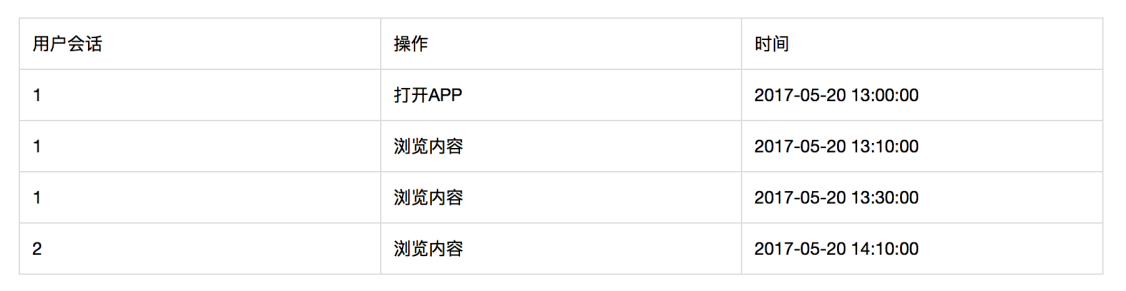 用户会话 操作 时间
1 打开APP 2017-05-20 13:00:00
1 浏览内容 2017-05-20 13:10:00
1 浏览内容 2017-05-20 13:30:00
2 浏览内容 2017-05-20 14:10:00